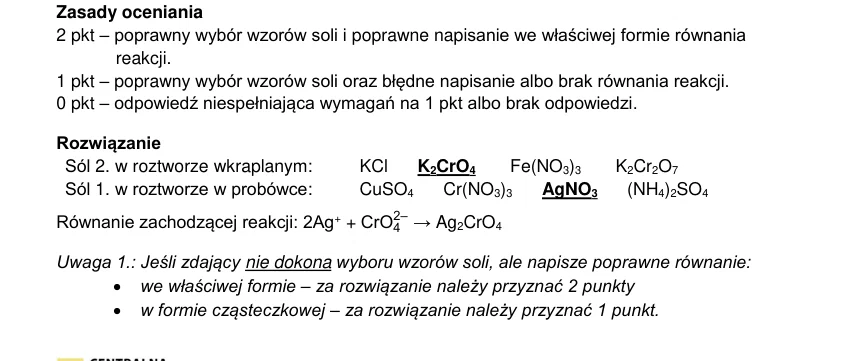 Zasady oceniania
2 pkt – poprawny wybór wzorów soli i poprawne napisanie we właściwej formie równania
reakcji.
1 pkt – poprawny wybór wzorów soli oraz błędne napisanie albo brak równania reakcji.
0 pkt – odpowiedź niespełniająca wymagań na 1 pkt albo brak odpowiedzi.
Rozwiązanie
Sól 2. w roztworze wkraplanym: KCl K₂CrO₄ Fe(NO₃)₃ K₂Cr₂O₇
Sól 1. w roztworze w probówce: CuSO₄ Cr(NO₃)₃ AgNO₃ (NH₄)₂SO₄
Równanie zachodzącej reakcji: 2Ag⁺ + CrO₄²⁻ → Ag₂CrO₄
Uwaga 1.: Jeśli zdający nie dokona wyboru wzorów soli, ale napisze poprawne równanie:
• we właściwej formie – za rozwiązanie należy przyznać 2 punkty
• w formie cząsteczkowej – za rozwiązanie należy przyznać 1 punkt.